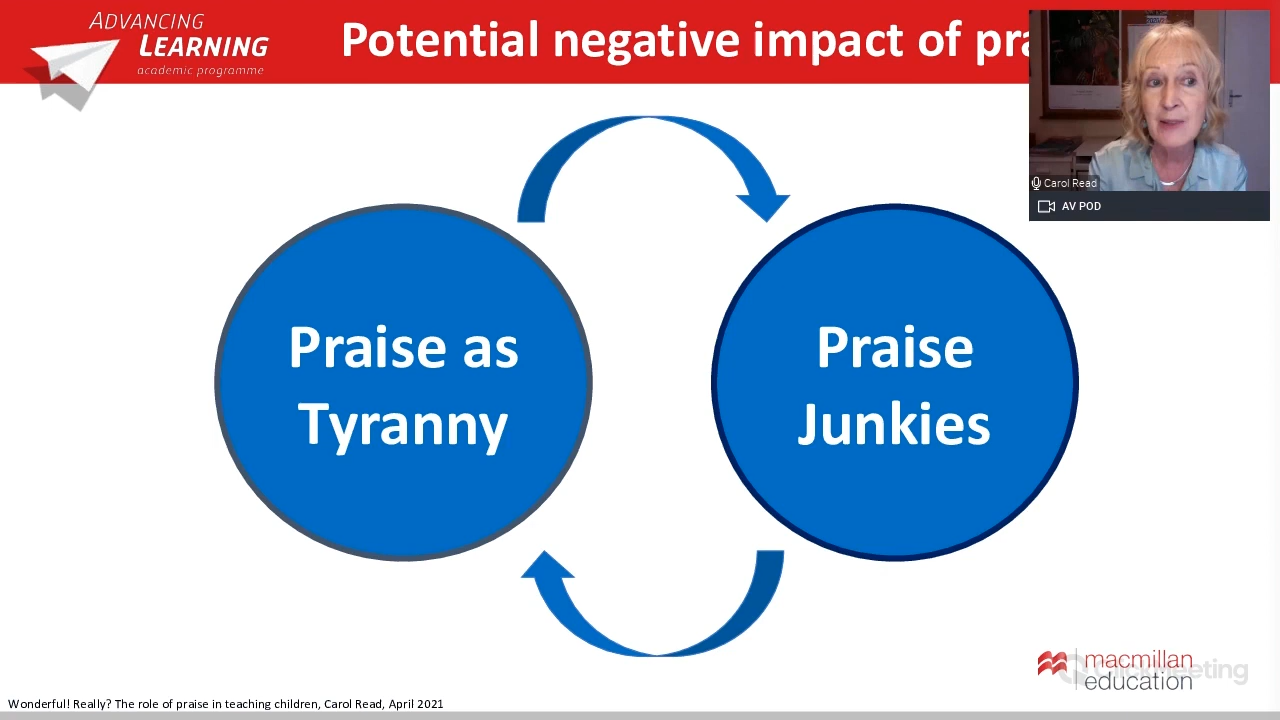 ADVANCING
LEARNING
academic programme
Potential negative impact of pra
Carol Read
AV POD
Praise as
Tyranny
Praise
Junkies
macmillan
education
ClickMeeting
Wonderful! Really? The role of praise in teaching children, Carol Read, April 2021